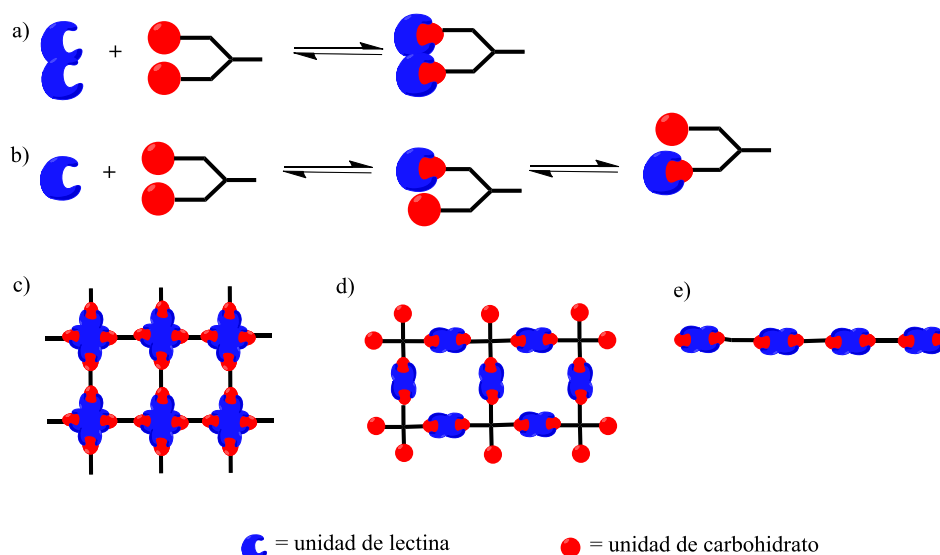 a)
+
b)
+
c)
d)
e)
= unidad de lectina
= unidad de carbohidrato